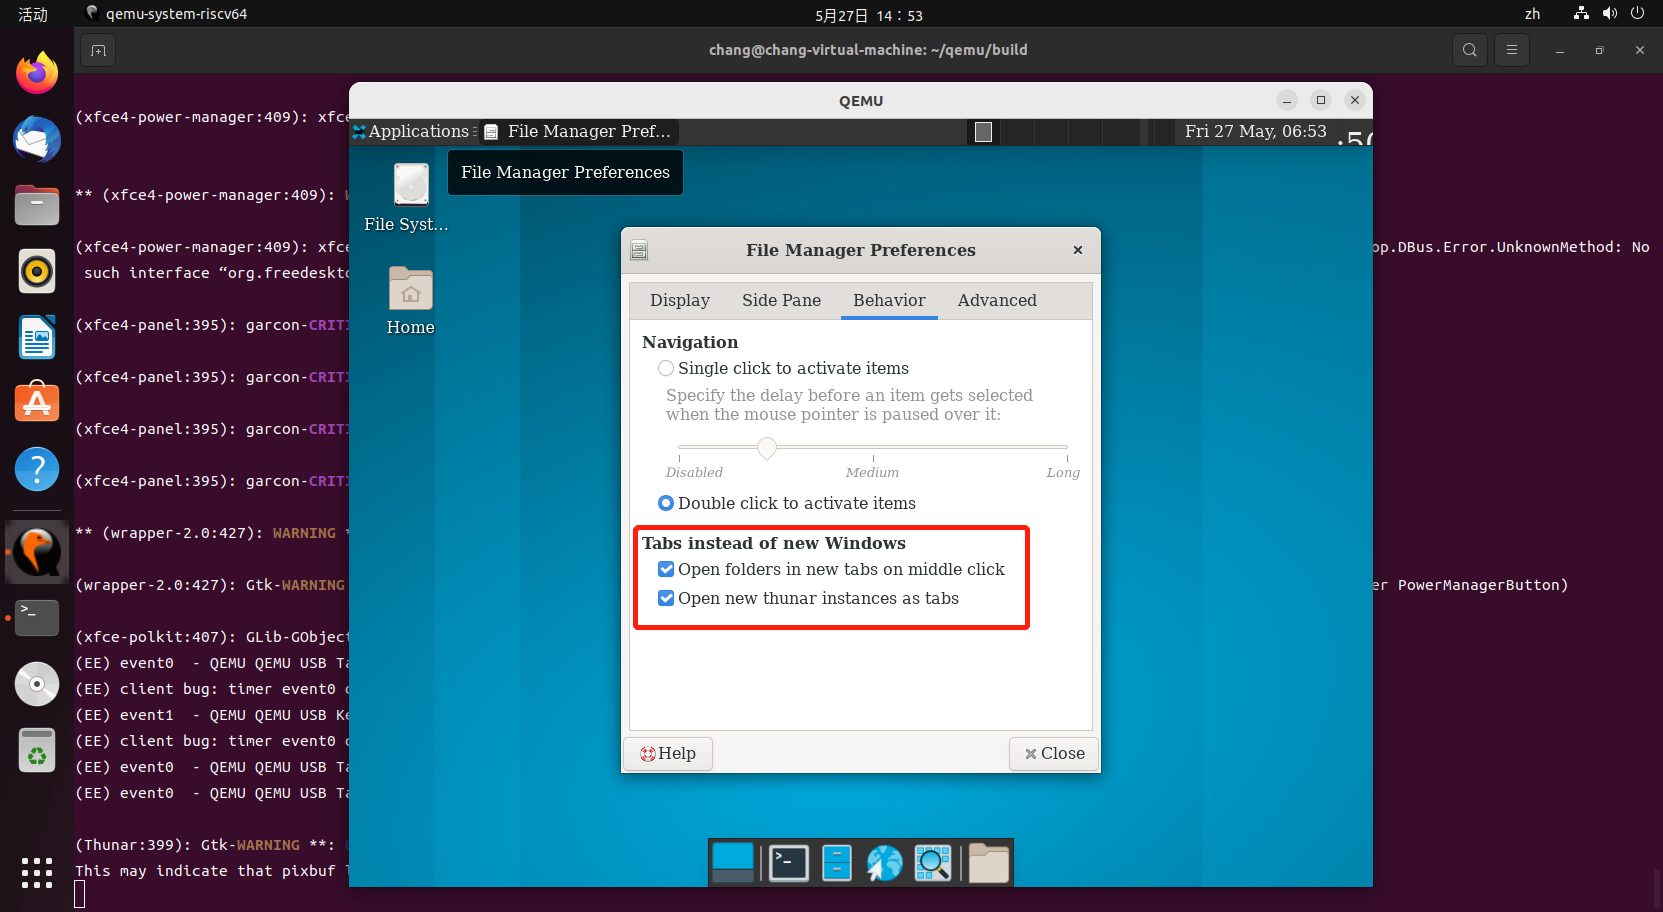 活动
qemu-system-riscv64
5月27日 14：53
zh
chang@chang-virtual-machine: ~/qemu/build
(xfce4-power-manager:409): xfce
** (xfce4-power-manager:409):
(xfce4-power-manager:409): xfce
op.DBus.Error.UnknownMethod: No
such interface “org.freedeskto
(xfce4-panel:395): garcon-CRITI
(xfce4-panel:395): garcon-CRITI
(xfce4-panel:395): garcon-CRITI
(xfce4-panel:395): garcon-CRITI
** (wrapper-2.0:427): WARNING *
(wrapper-2.0:427): Gtk-WARNING
er PowerManagerButton)
(xfce-polkit:407): GLib-GObject
(EE) event0  - QEMU QEMU USB Ta
(EE) client bug: timer event0 d
(EE) event1  - QEMU QEMU USB Ke
(EE) client bug: timer event0 d
(EE) event0  - QEMU QEMU USB Ta
(EE) event0  - QEMU QEMU USB Ta
(Thunar:399): Gtk-WARNING **:
This may indicate that pixbuf l
QEMU
Applications
File Manager Pref...
Fri 27 May, 06:53
File Manager Preferences
File Syst...
Home
File Manager Preferences
Display
Side Pane
Behavior
Advanced
Navigation
Single click to activate items
Specify the delay before an item gets selected
when the mouse pointer is paused over it:
Disabled
Medium
Long
Double click to activate items
Tabs instead of new Windows
Open folders in new tabs on middle click
Open new thunar instances as tabs
Help
Close